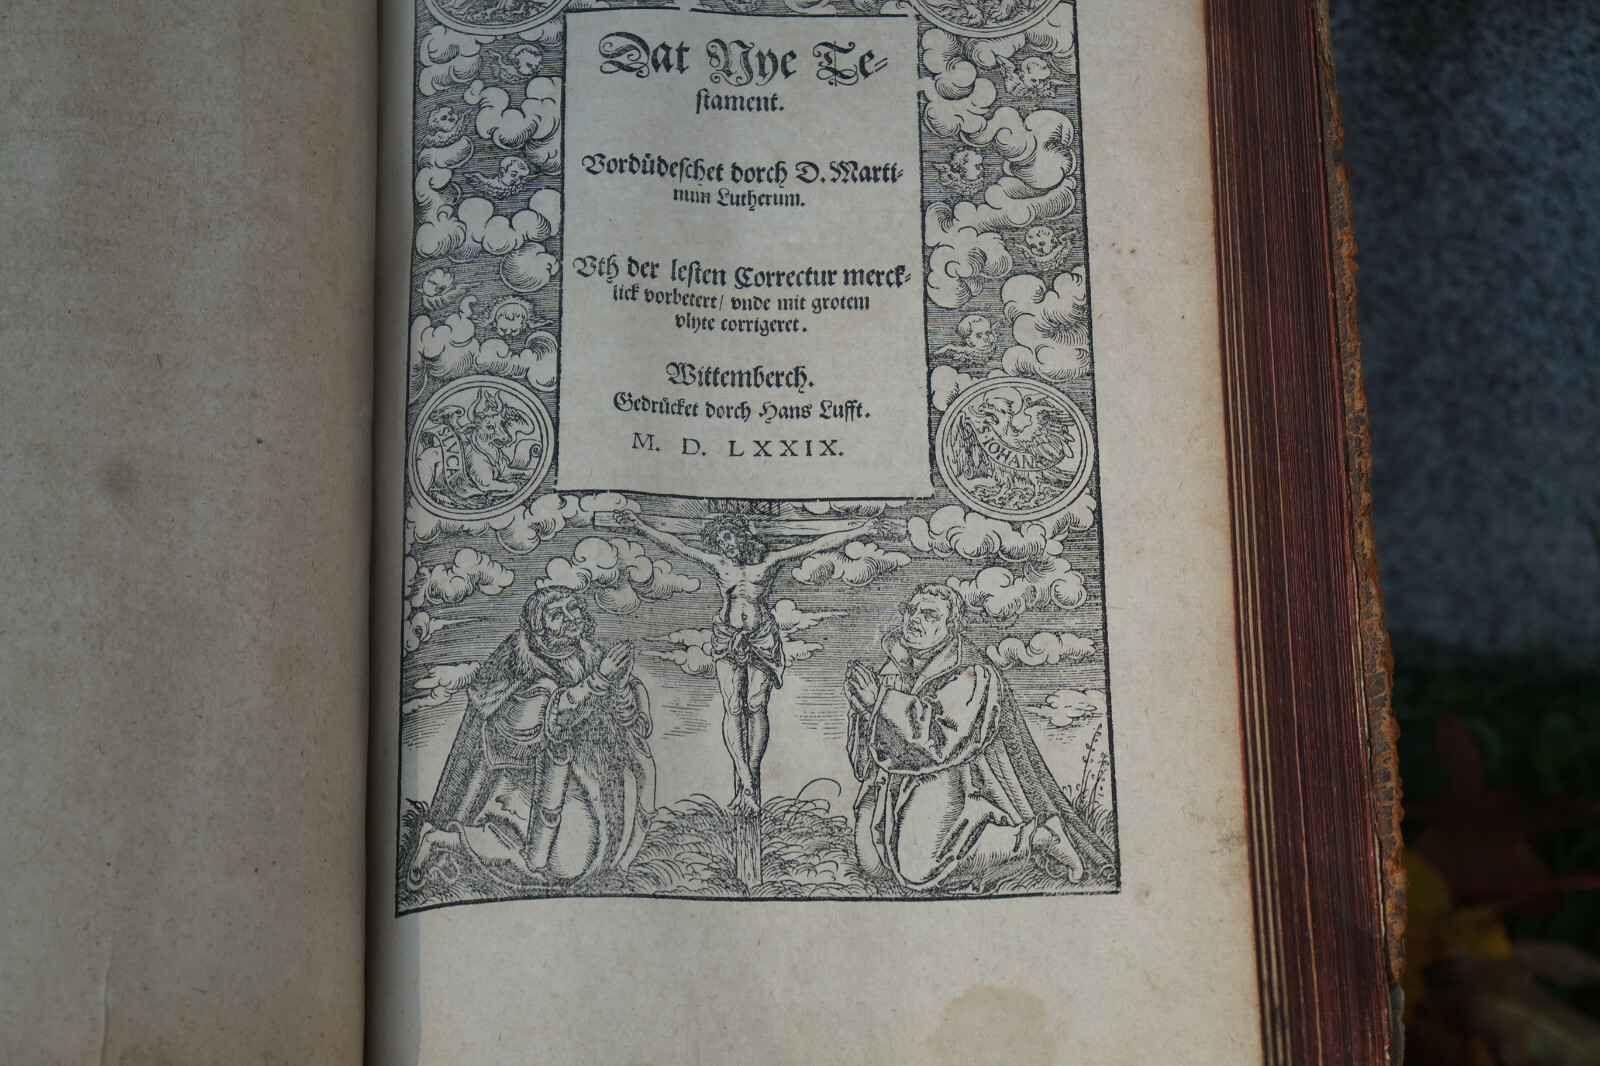 Dat Nye Te=
stament.
Vordüdeschet dorch D. Marti=
num Lutherum.
Vth der lesten Correctur merck=
lick vorbetert/ vnde mit grotem
vlyte corrigeret.
Wittemberch.
Gedrücket dorch Hans Lufft.
M. D. LXXIX.
S. LVCA
S. IOHAN